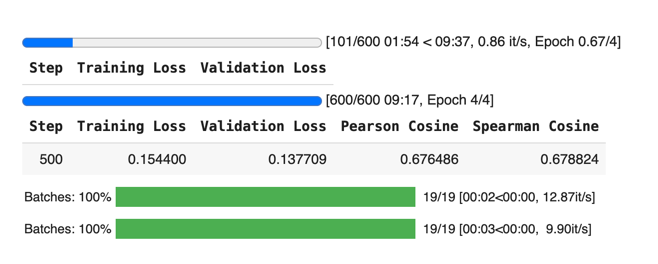 [101/600 01:54 < 09:37, 0.86 it/s, Epoch 0.67/4]
Step Training Loss Validation Loss
[600/600 09:17, Epoch 4/4]
Step Training Loss Validation Loss Pearson Cosine Spearman Cosine
500 0.154400 0.137709 0.676486 0.678824
Batches: 100% 19/19 [00:02<00:00, 12.87it/s]
Batches: 100% 19/19 [00:03<00:00, 9.90it/s]